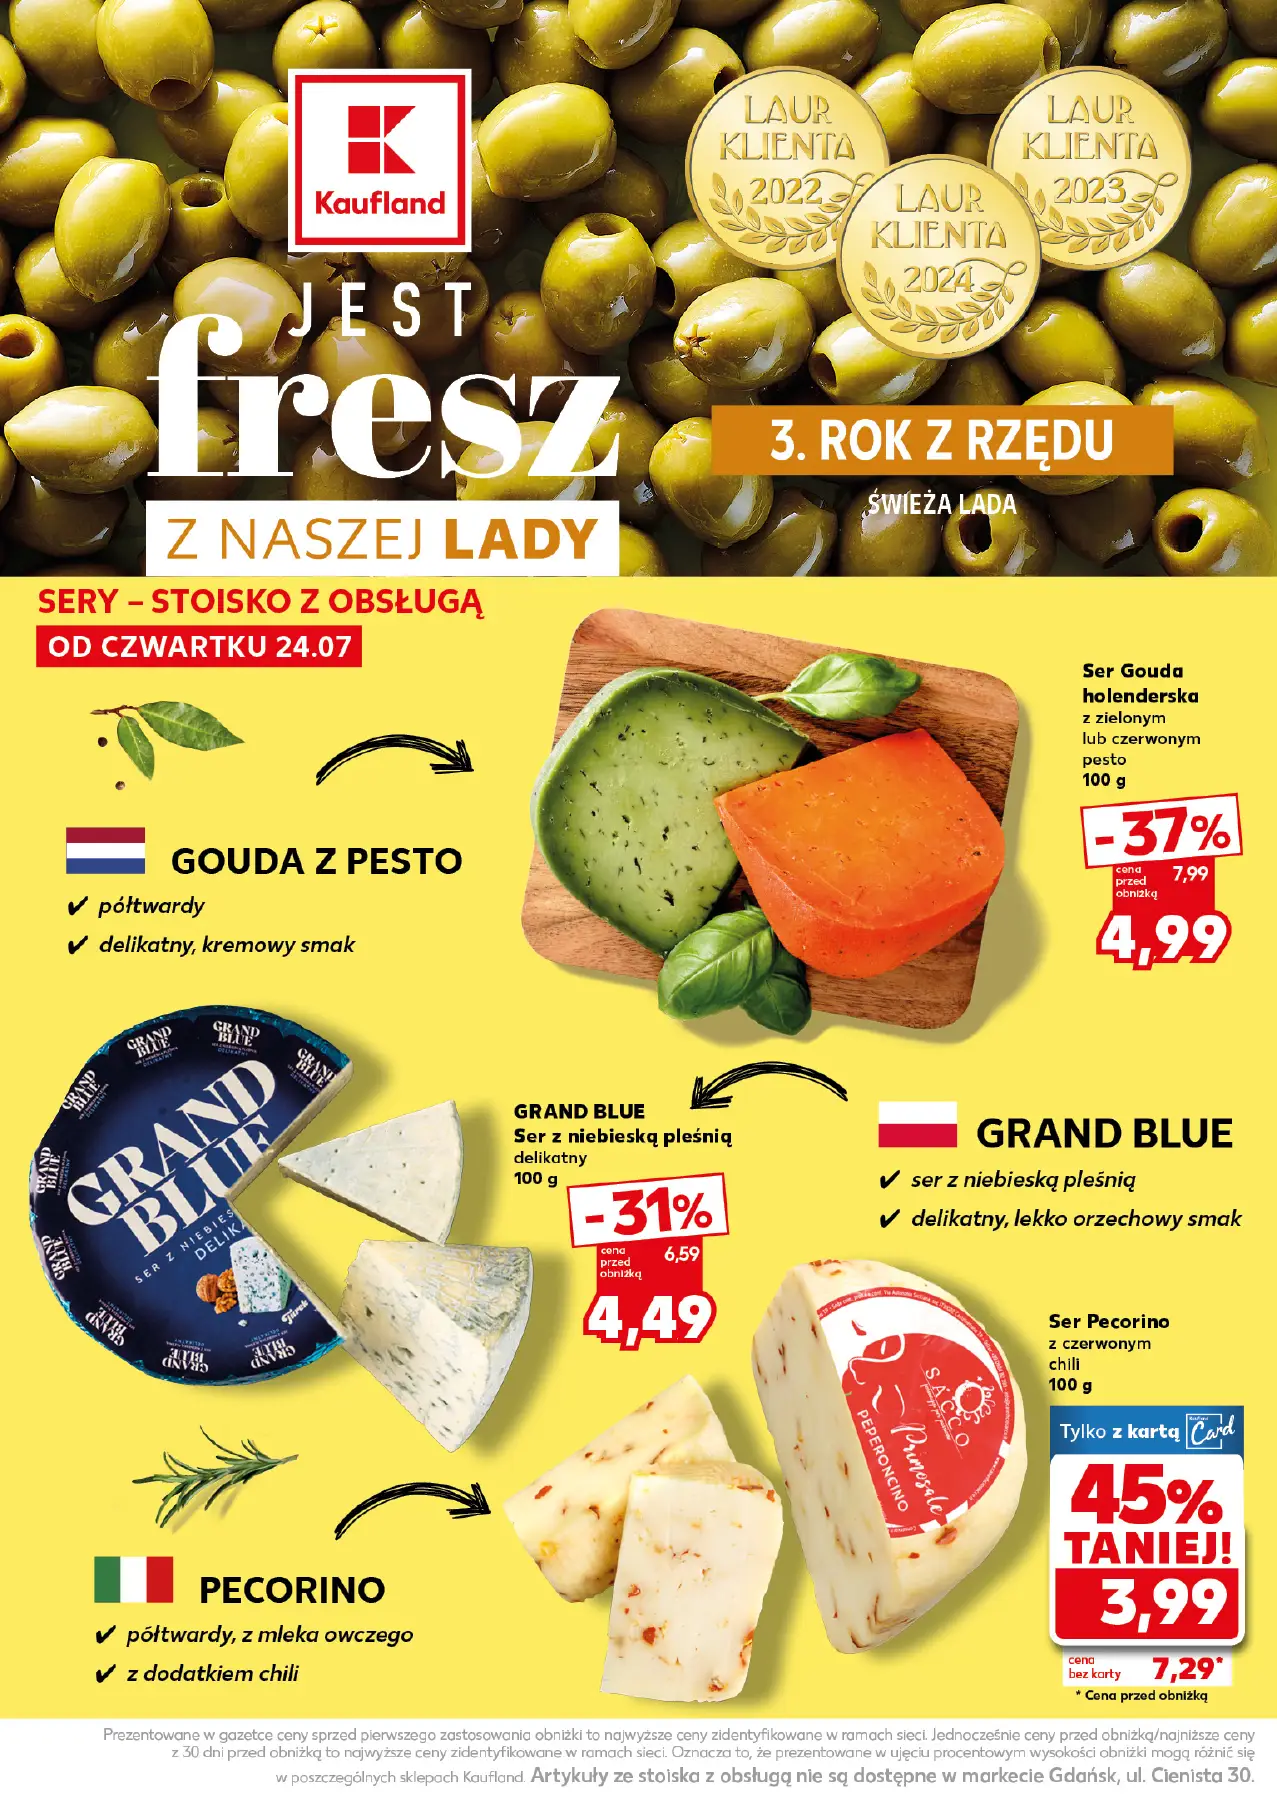 Kaufland
JEST
fresz
Z NASZEJ LADY
LAUR
KLIENTA
2022
LAUR
KLIENTA
2024
LAUR
KLIENTA
2023
3. ROK Z RZĘDU
ŚWIEŻA LADA
SERY – STOISKO Z OBSŁUGĄ
OD CZWARTKU 24.07
GOUDA Z PESTO
✔ półtwardy
✔ delikatny, kremowy smak
Ser Gouda
holenderska
z zielonym
lub czerwonym
pesto
100 g
- 37%
cena
przed
obniżką
7,99
4,99
GRAND
BLUE
SER Z NIEBIES
DELIKA
Turek
GRAND BLUE
Ser z niebieską pleśnią
delikatny
100 g
- 31%
cena
przed
obniżką
6,59
4,49
GRAND BLUE
✔ ser z niebieską pleśnią
✔ delikatny, lekko orzechowy smak
SACCO
Primosale
PEPERONCINO
Ser Pecorino
z czerwonym
chili
100 g
Tylko z kartą Kaufland Card
45%
TANIEJ!
3,99
cena
bez karty
7,29*
* Cena przed obniżką
PECORINO
✔ półtwardy, z mleka owczego
✔ z dodatkiem chili
Prezentowane w gazetce ceny sprzed pierwszego zastosowania obniżki to najwyższe ceny zidentyfikowane w ramach sieci. Jednocześnie ceny przed obniżką/najniższe ceny
z 30 dni przed obniżką to najwyższe ceny zidentyfikowane w ramach sieci. Oznacza to, że prezentowane w ujęciu procentowym wysokości obniżki mogą różnić się
w poszczególnych sklepach Kaufland. Artykuły ze stoiska z obsługą nie są dostępne w markecie Gdańsk, ul. Cienista 30.